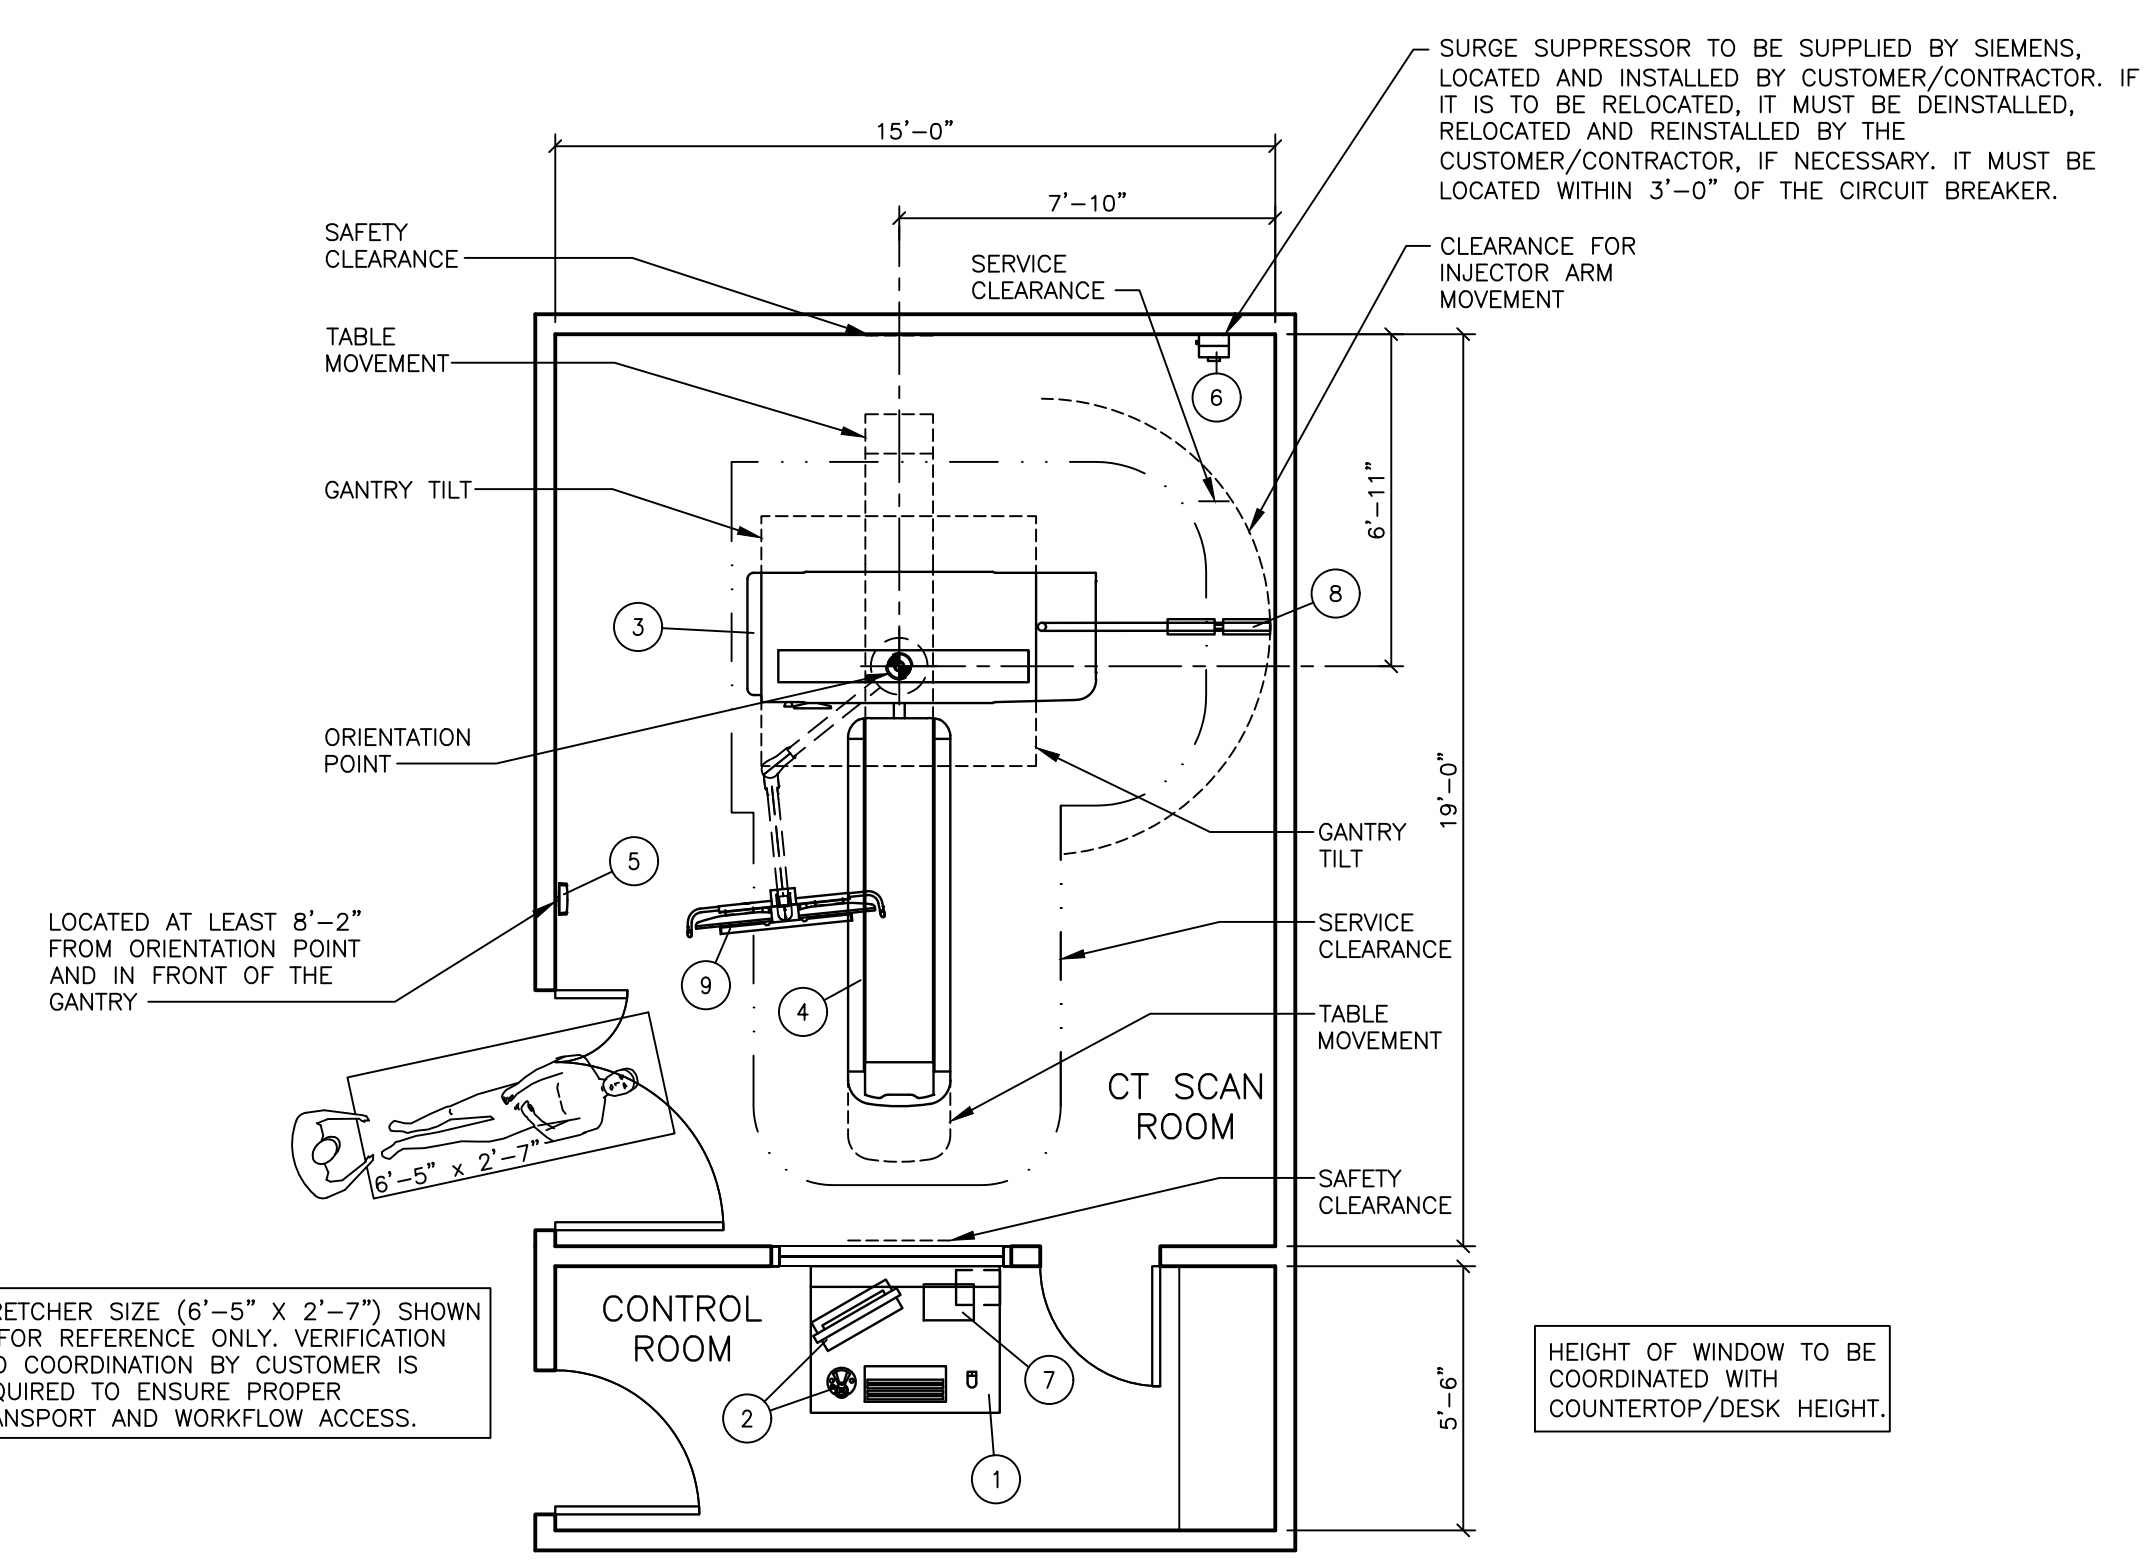 SURGE SUPPRESSOR TO BE SUPPLIED BY SIEMENS,
LOCATED AND INSTALLED BY CUSTOMER/CONTRACTOR. IF
IT IS TO BE RELOCATED, IT MUST BE DEINSTALLED,
RELOCATED AND REINSTALLED BY THE
CUSTOMER/CONTRACTOR, IF NECESSARY. IT MUST BE
LOCATED WITHIN 3'-0" OF THE CIRCUIT BREAKER.
15'-0"
7'-10"
SAFETY
CLEARANCE
SERVICE
CLEARANCE
CLEARANCE FOR
INJECTOR ARM
MOVEMENT
TABLE
MOVEMENT
6
GANTRY TILT
6'-11"
3
8
ORIENTATION
POINT
19'-0"
GANTRY
TILT
5
LOCATED AT LEAST 8'-2"
FROM ORIENTATION POINT
AND IN FRONT OF THE
GANTRY
SERVICE
CLEARANCE
9
4
TABLE
MOVEMENT
CT SCAN
ROOM
6'-5" x 2'-7"
SAFETY
CLEARANCE
RETCHER SIZE (6'-5" X 2'-7") SHOWN
FOR REFERENCE ONLY. VERIFICATION
COORDINATION BY CUSTOMER IS
QUIRED TO ENSURE PROPER
ANSPORT AND WORKFLOW ACCESS.
CONTROL
ROOM
7
2
1
5'-6"
HEIGHT OF WINDOW TO BE
COORDINATED WITH
COUNTERTOP/DESK HEIGHT.